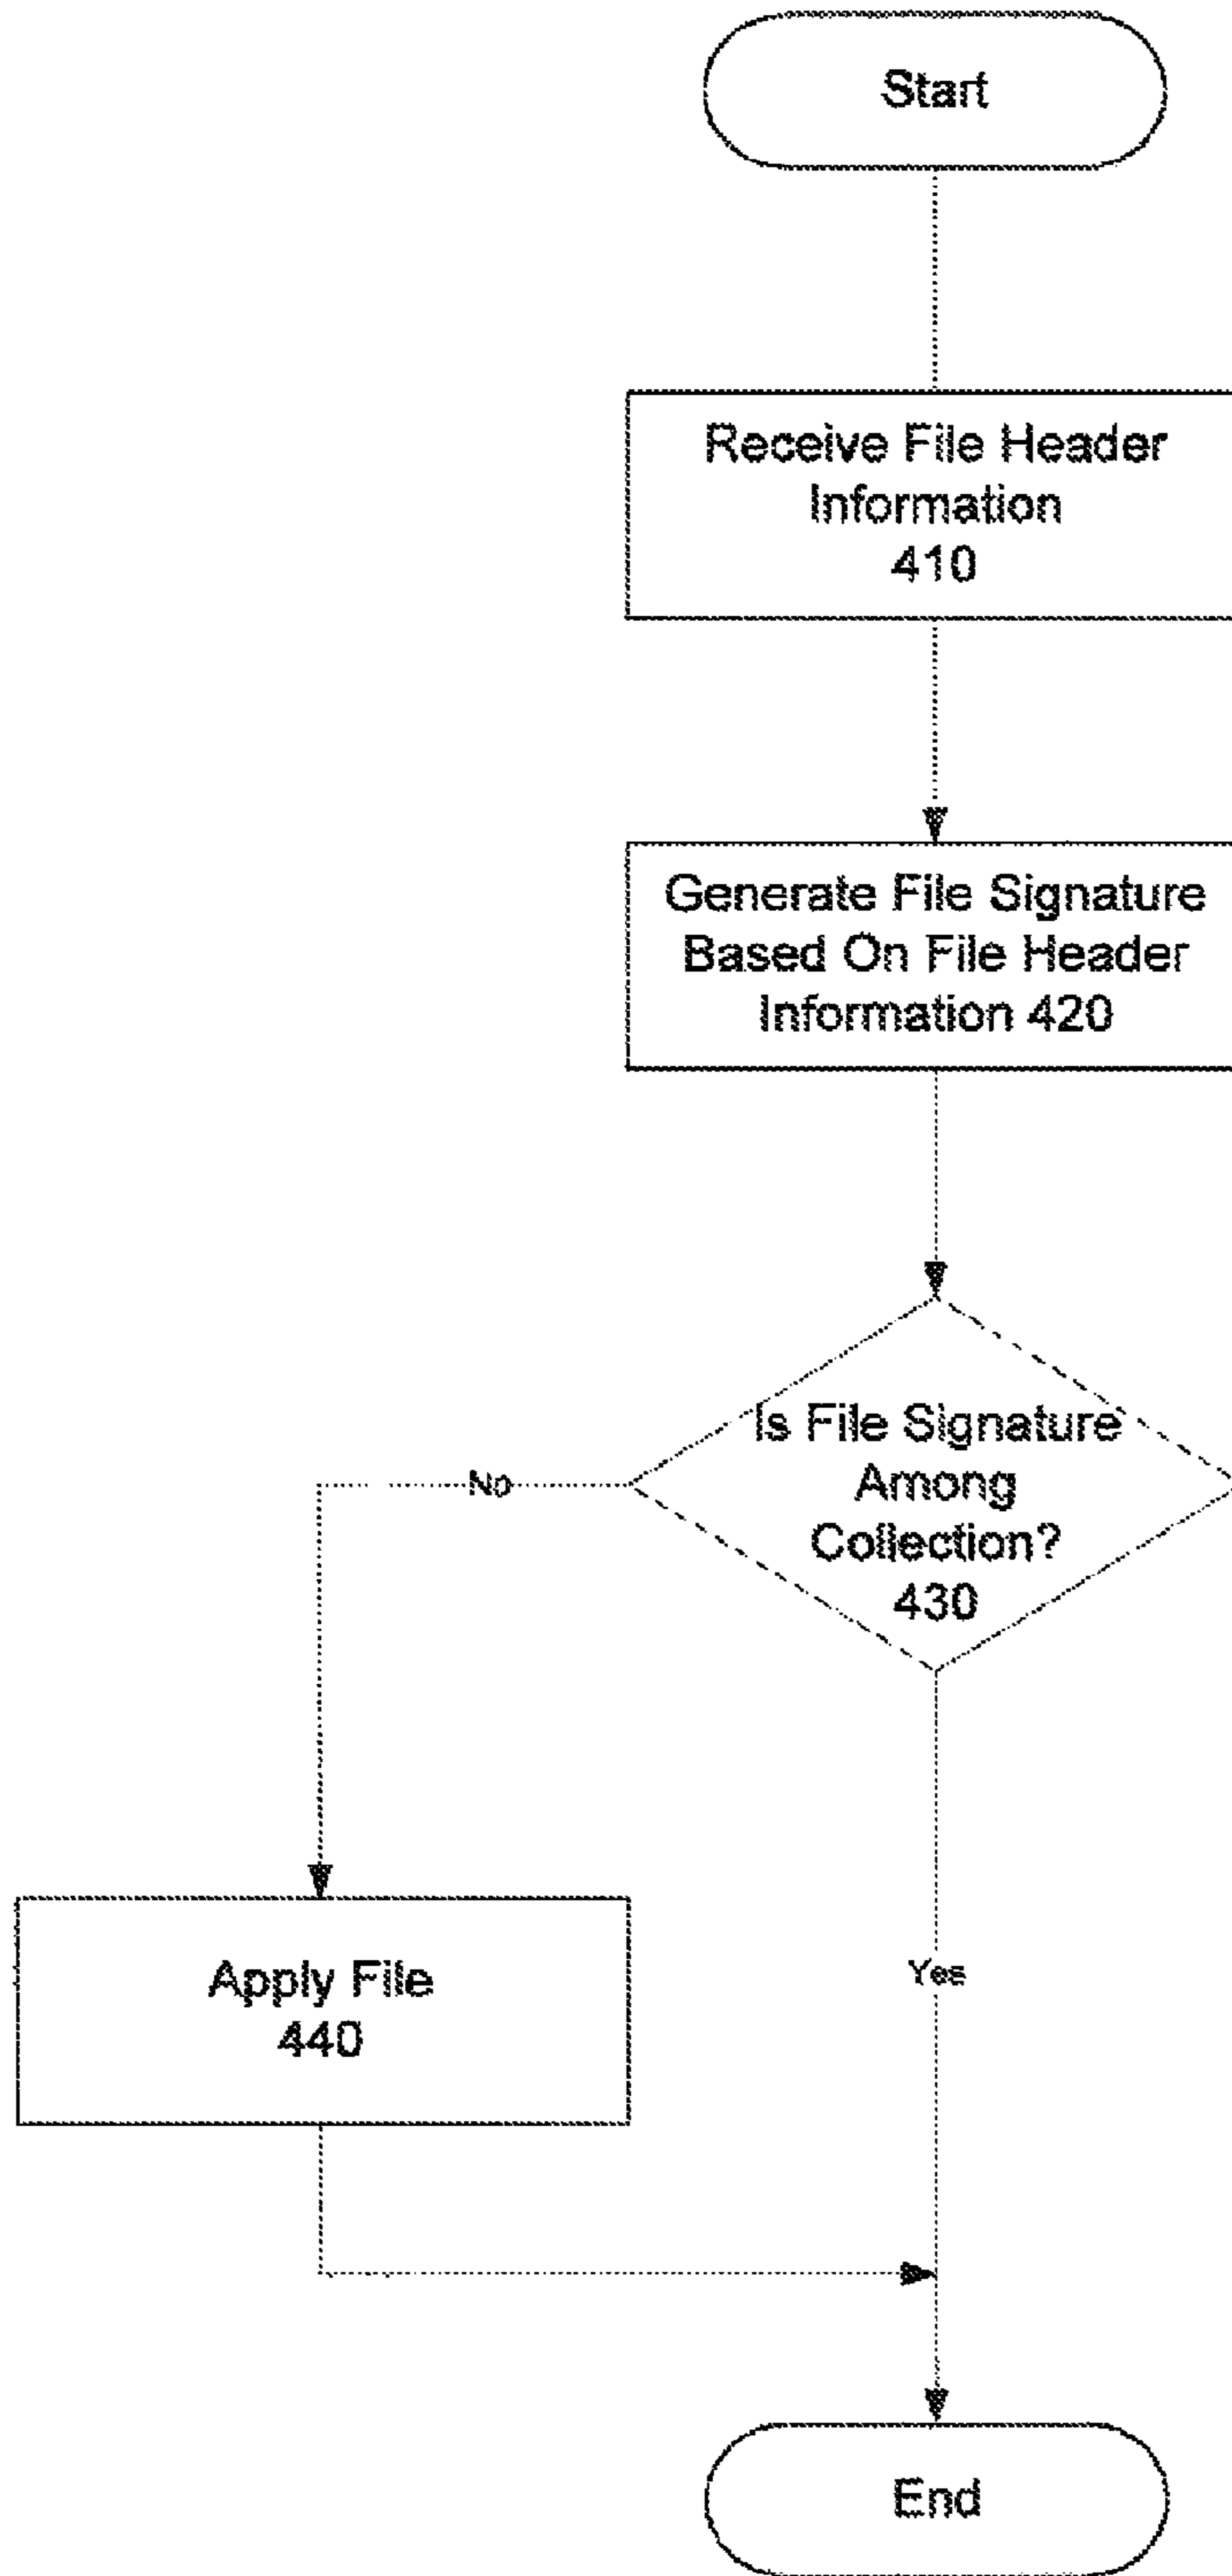 Start
Receive File Header
Information
410
Generate File Signature
Based On File Header
Information 420
Is File Signature
Among
Collection?
430
No
Apply File
440
Yes
End